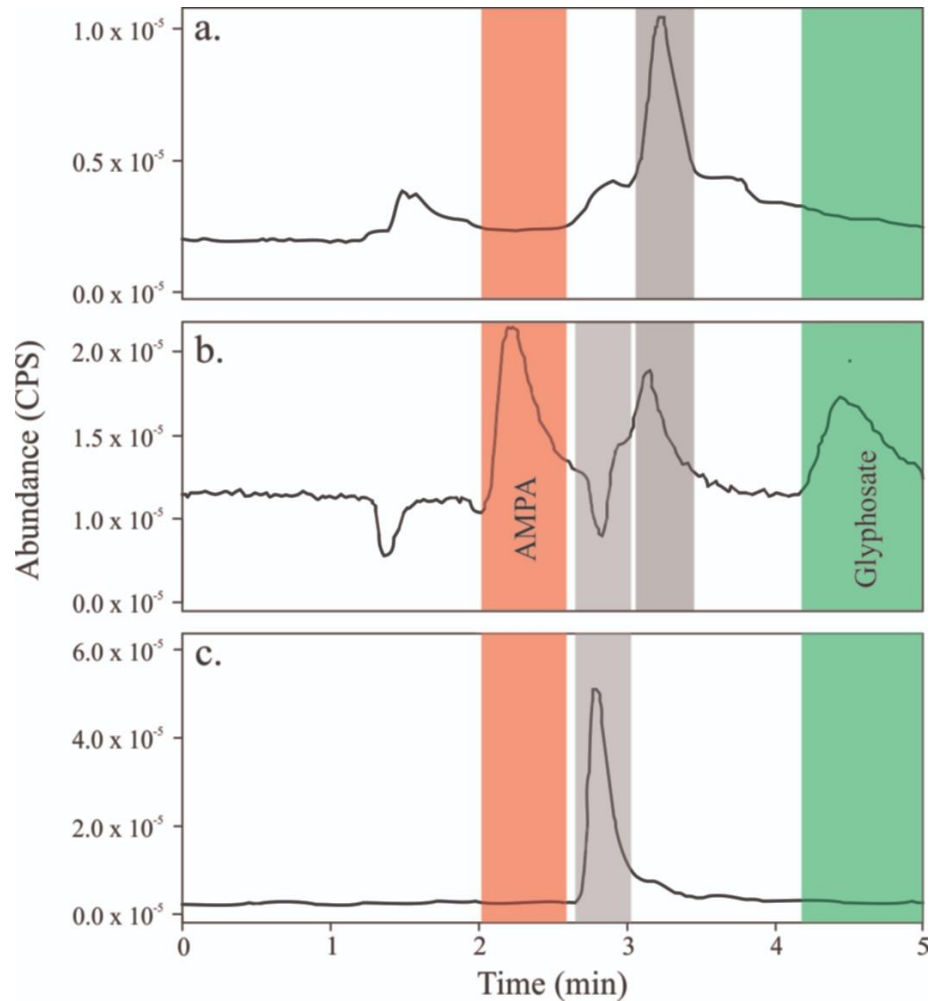 a.
1.0 x 10⁻⁵
0.5 x 10⁻⁵
0.0 x 10⁻⁵
b.
2.0 x 10⁻⁵
1.5 x 10⁻⁵
1.0 x 10⁻⁵
0.0 x 10⁻⁵
AMPA
Glyphosate
Abundance (CPS)
c.
6.0 x 10⁻⁵
4.0 x 10⁻⁵
2.0 x 10⁻⁵
0.0 x 10⁻⁵
0 1 2 3 4 5
Time (min)